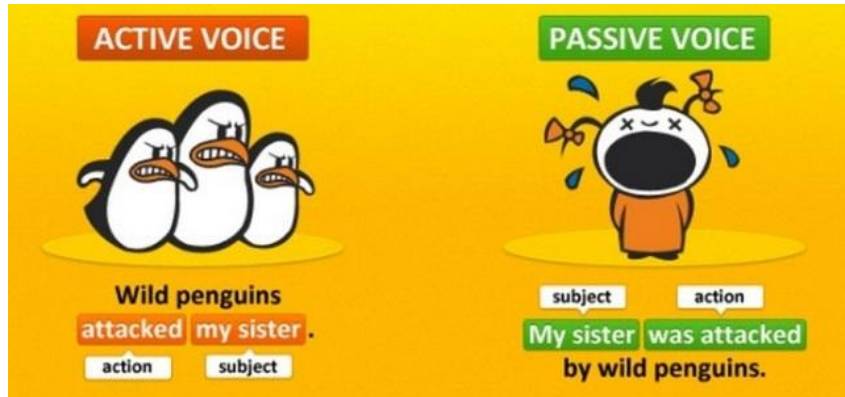 ACTIVE VOICE
Wild penguins
attacked my sister.
action subject
PASSIVE VOICE
subject action
My sister was attacked
by wild penguins.